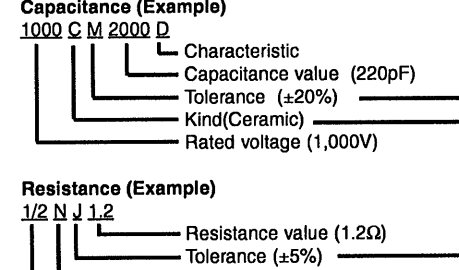 Capacitance (Example)
1000 C M 2000 D
Characteristic
Capacitance value (220pF)
Tolerance (±20%)
Kind(Ceramic)
Rated voltage (1,000V)
Resistance (Example)
1/2 N J 1.2
Resistance value (1.2Ω)
Tolerance (±5%)